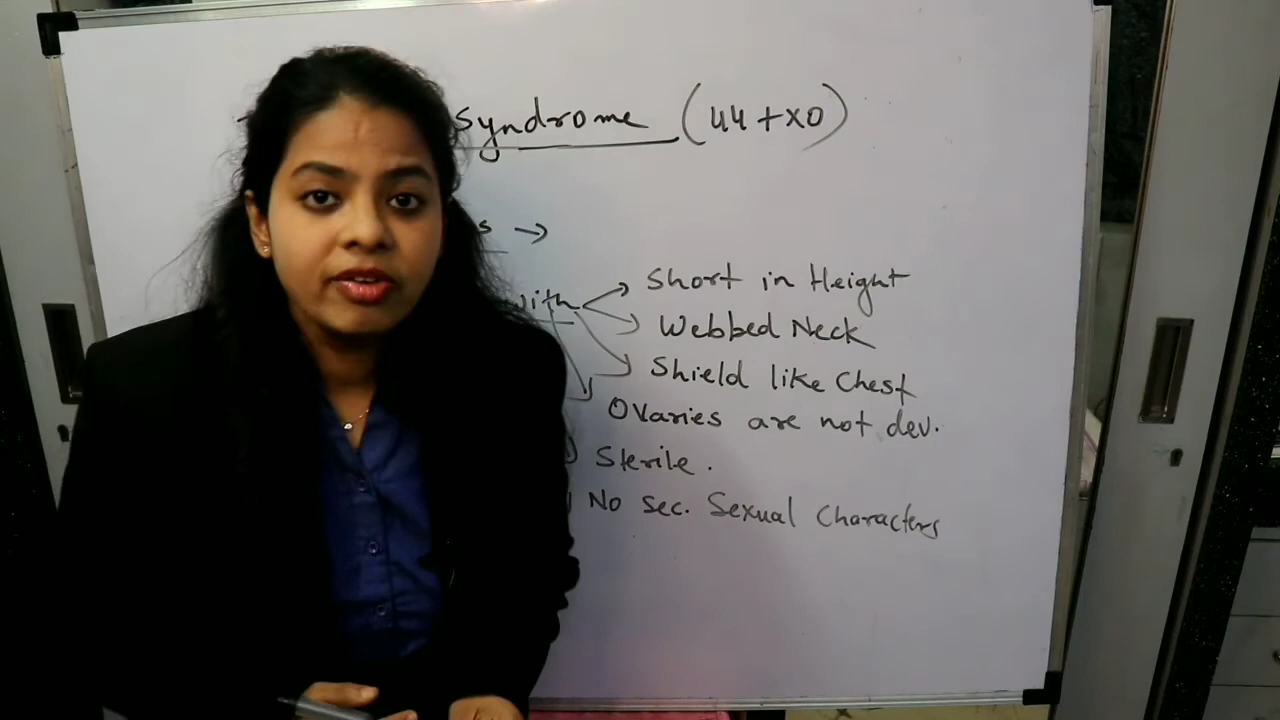 syndrome (44+XO)
s →
with Short in Height
Webbed Neck
Shield like Chest
Ovaries are not dev.
Sterile.
No sec. Sexual Characters